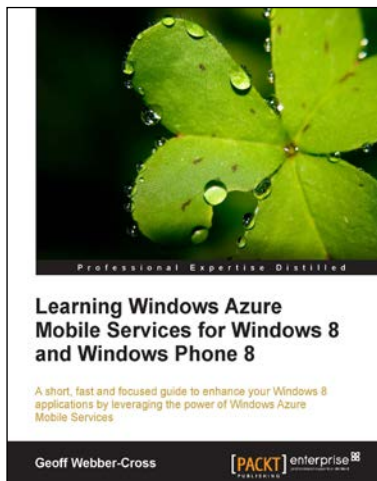 Professional Expertise Distilled
Learning Windows Azure
Mobile Services for Windows 8
and Windows Phone 8
A short, fast and focused guide to enhance your Windows 8
applications by leveraging the power of Windows Azure
Mobile Services
Geoff Webber-Cross
[PACKT] enterprise
PUBLISHING